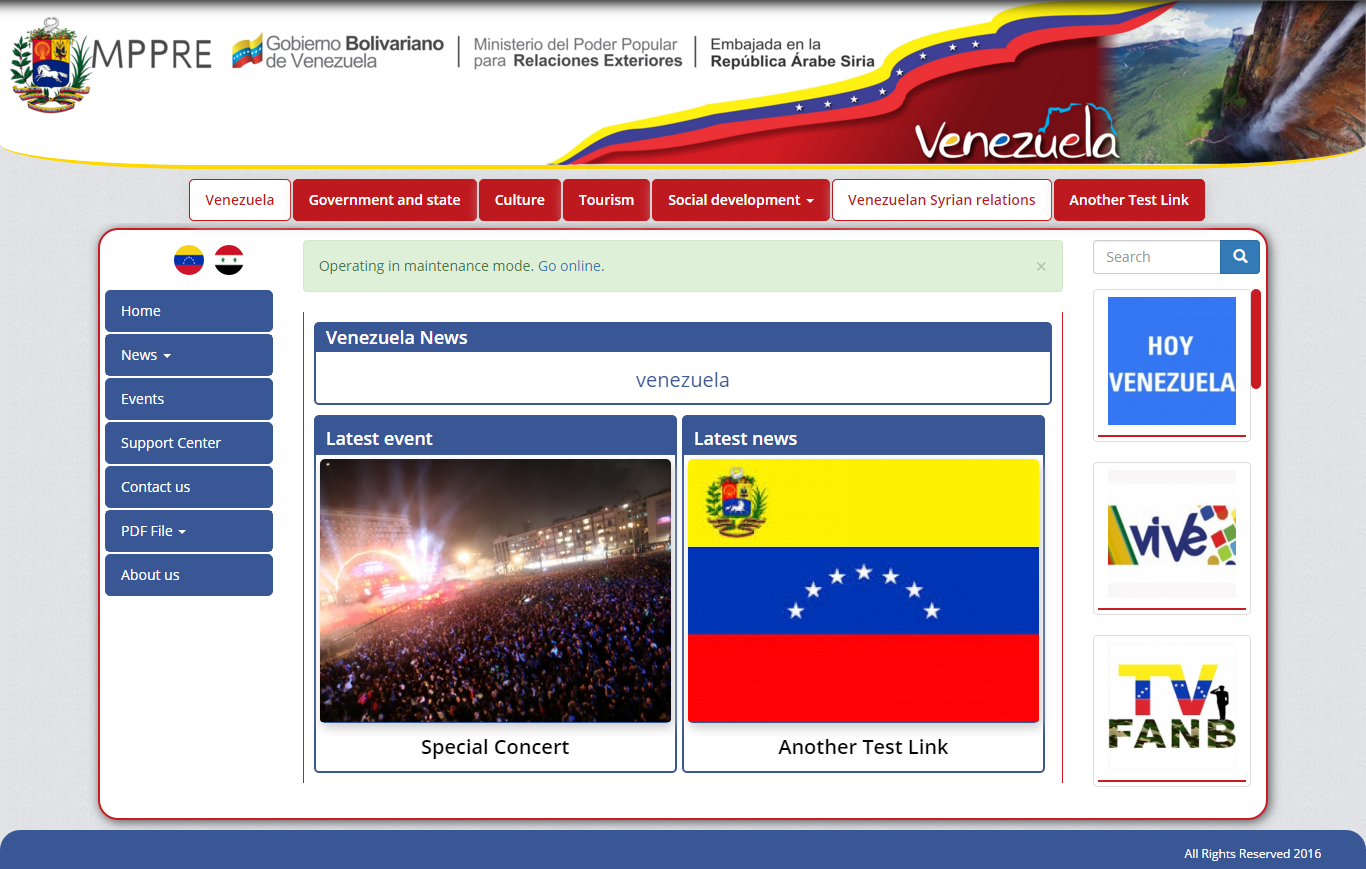 MPPRE
Gobierno Bolivariano
de Venezuela
Ministerio del Poder Popular
para Relaciones Exteriores
Embajada en la
República Árabe Siria
Venezuela
Venezuela
Government and state
Culture
Tourism
Social development
Venezuelan Syrian relations
Another Test Link
Operating in maintenance mode. Go online.
×
Search
Home
News
Events
Support Center
Contact us
PDF File
About us
Venezuela News
venezuela
Latest event
Special Concert
Latest news
Another Test Link
HOY
VENEZUELA
vive
TV
FANB
All Rights Reserved 2016